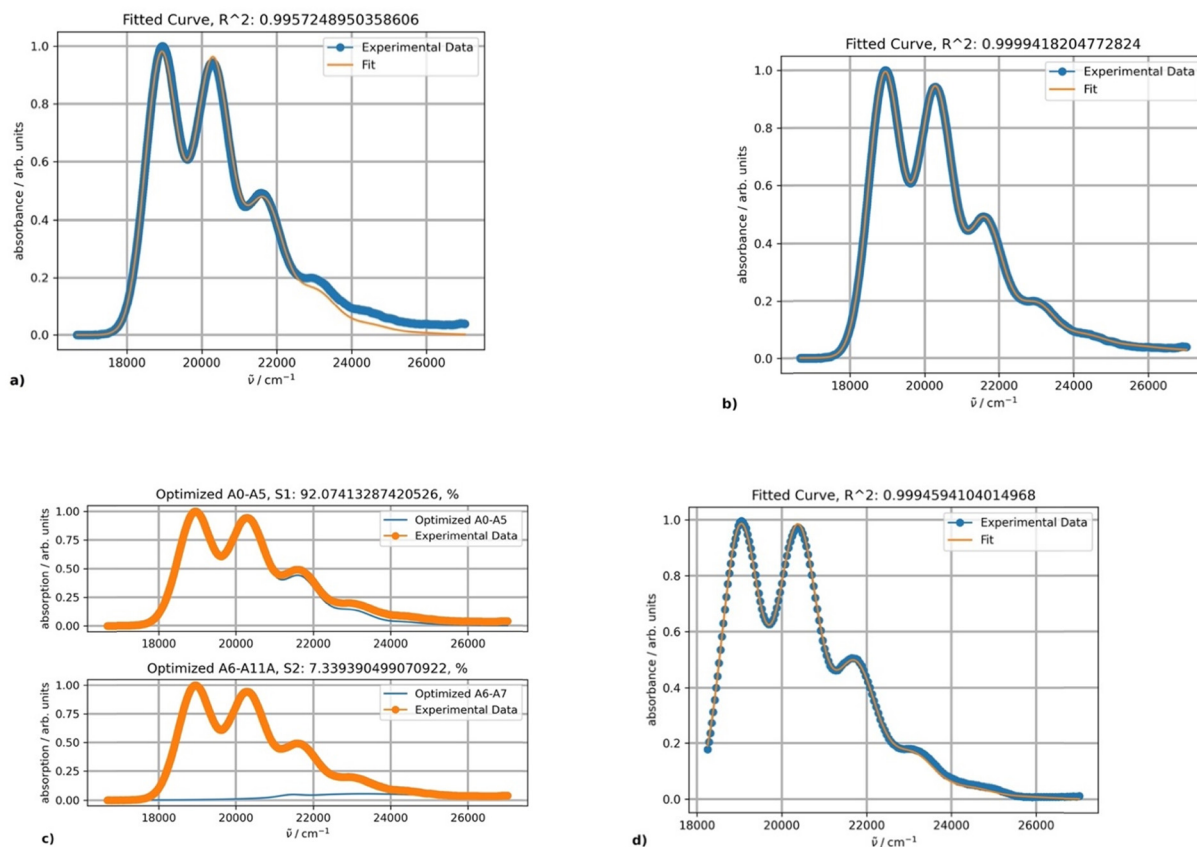 Fitted Curve, R^2: 0.9957248950358606
Experimental Data
Fit
1.0
0.8
0.6
0.4
0.2
0.0
absorbance / arb. units
18000 20000 22000 24000 26000
ṽ / cm⁻¹
a)
Fitted Curve, R^2: 0.9999418204772824
Experimental Data
Fit
1.0
0.8
0.6
0.4
0.2
0.0
absorbance / arb. units
18000 20000 22000 24000 26000
ṽ / cm⁻¹
b)
Optimized A0-A5, S1: 92.07413287420526, %
Optimized A0-A5
Experimental Data
1.00
0.75
0.50
0.25
0.00
absorption / arb. units
18000 20000 22000 24000 26000
Optimized A6-A11A, S2: 7.339390499070922, %
Optimized A6-A7
Experimental Data
1.00
0.75
0.50
0.25
0.00
absorption / arb. units
18000 20000 22000 24000 26000
ṽ / cm⁻¹
c)
Fitted Curve, R^2: 0.9994594104014968
Experimental Data
Fit
1.0
0.8
0.6
0.4
0.2
0.0
absorbance / arb. units
18000 20000 22000 24000 26000
ṽ / cm⁻¹
d)